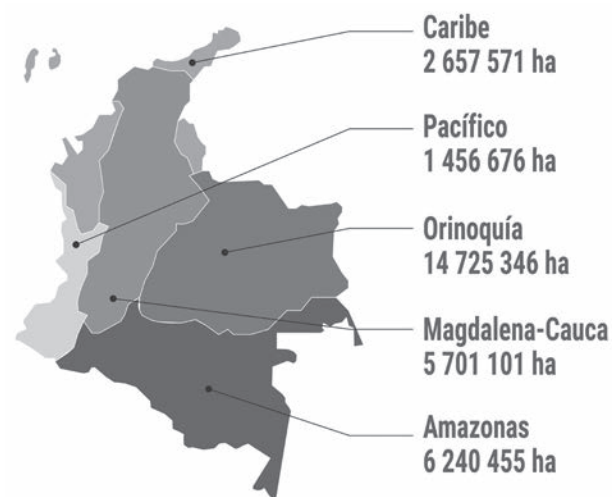 Caribe
2 657 571 ha
Pacífico
1 456 676 ha
Orinoquía
14 725 346 ha
Magdalena-Cauca
5 701 101 ha
Amazonas
6 240 455 ha